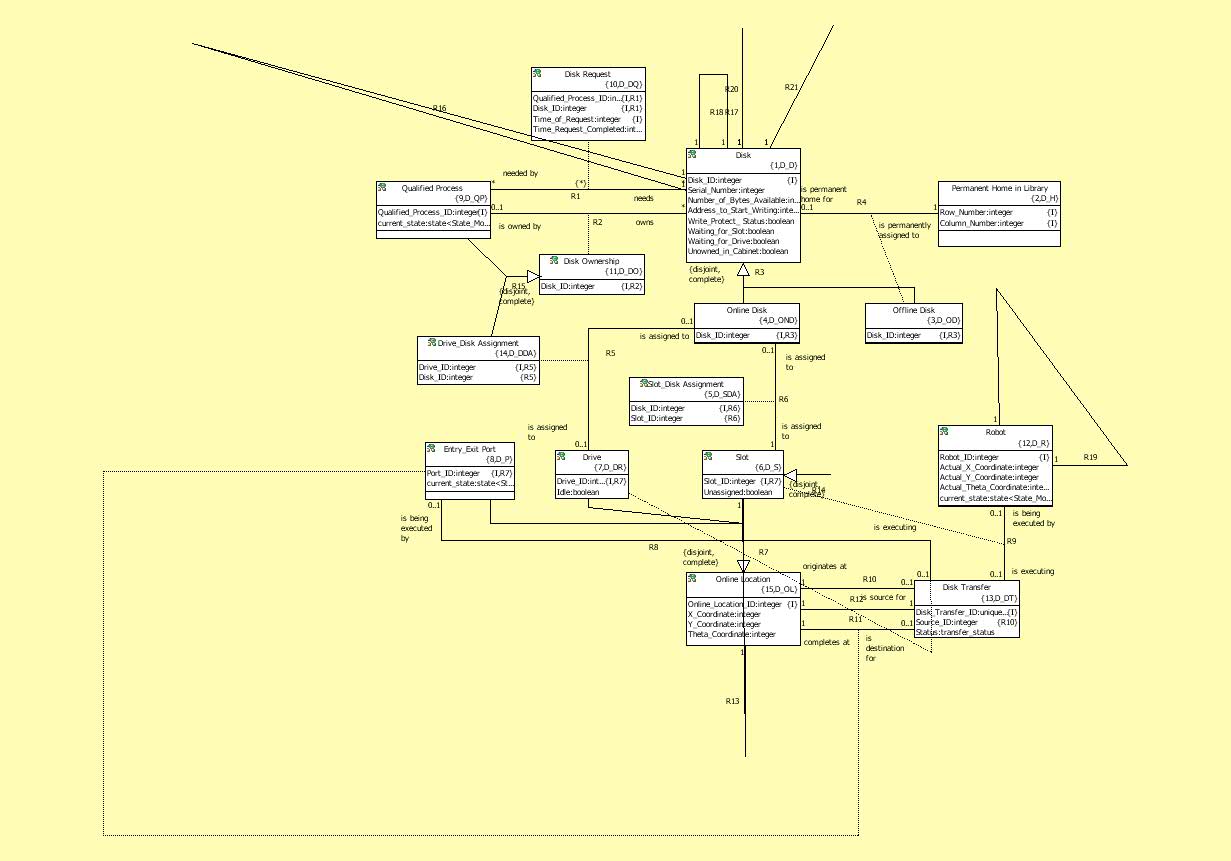 Disk Request
{10,D_DQ}
Qualified_Process_ID:in...{I,R1}
Disk_ID:integer {I,R1}
Time_of_Request:integer {I}
Time_Request_Completed:int...
R16
R20
R18
R17
R21
1
1
1
1
Disk
{1,D_D}
Disk_ID:integer {I}
Serial_Number:integer
Number_of_Bytes_Available:in...
Address_to_Start_Writing:inte...
Write_Protect_ Status:boolean
Waiting_for_Slot:boolean
Waiting_for_Drive:boolean
Unowned_in_Cabinet:boolean
1
1
*
*
needed by
{*}
R1
needs
0..1
R2
owns
is owned by
Qualified Process
{9,D_QP}
Qualified_Process_ID:integer{I}
current_state:state<State_Mo...
is permanent
home for
0..1
R4
1
is permanently
assigned to
Permanent Home in Library
{2,D_H}
Row_Number:integer {I}
Column_Number:integer {I}
Disk Ownership
{11,D_DO}
Disk_ID:integer {I,R2}
R15
{disjoint,
complete}
{disjoint,
complete}
R3
Online Disk
{4,D_OND}
Disk_ID:integer {I,R3}
Offline Disk
{3,D_OD}
Disk_ID:integer {I,R3}
Drive_Disk Assignment
{14,D_DDA}
Drive_ID:integer {I,R5}
Disk_ID:integer {R5}
0..1
is assigned to
R5
0..1
is assigned
to
Slot_Disk Assignment
{5,D_SDA}
Disk_ID:integer {I,R6}
Slot_ID:integer {R6}
R6
is assigned
to
0..1
is assigned
to
1
1
Robot
{12,D_R}
Robot_ID:integer {I}
Actual_X_Coordinate:integer
Actual_Y_Coordinate:integer
Actual_Theta_Coordinate:inte...
current_state:state<State_Mo...
1
R19
Entry_Exit Port
{8,D_P}
Port_ID:integer {I,R7}
current_state:state<St...
Drive
{7,D_DR}
Drive_ID:int...{I,R7}
Idle:boolean
Slot
{6,D_S}
Slot_ID:integer {I,R7}
Unassigned:boolean
{disjoint,
complete}
R14
0..1
is being
executed
by
R8
1
R7
{disjoint,
complete}
is executing
0..1
is being
executed by
R9
is executing
0..1
0..1
Online Location
{15,D_OL}
Online_Location_ID:integer {I}
X_Coordinate:integer
Y_Coordinate:integer
Theta_Coordinate:integer
originates at
1
R10
0..1
R12
is source for
1
1
R11
1
0..1
completes at
is
destination
for
Disk Transfer
{13,D_DT}
Disk_Transfer_ID:unique...{I}
Source_ID:integer {R10}
Status:transfer_status
1
R13